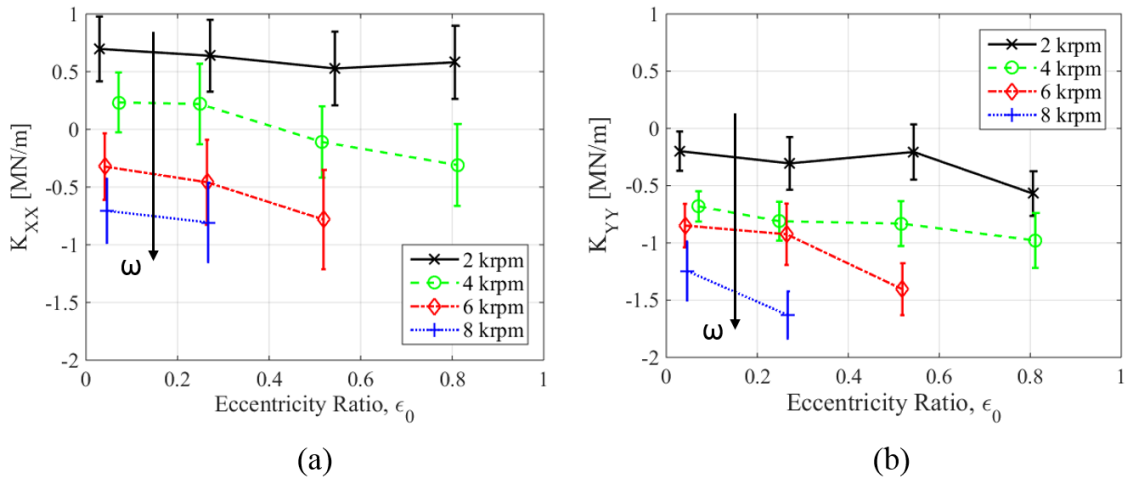 1
0.5
0
-0.5
-1
-1.5
-2
K_XX [MN/m]
ω
2 krpm
4 krpm
6 krpm
8 krpm
0 0.2 0.4 0.6 0.8 1
Eccentricity Ratio, ϵ_0
(a)
1
0.5
0
-0.5
-1
-1.5
-2
K_YY [MN/m]
2 krpm
4 krpm
6 krpm
8 krpm
ω
0 0.2 0.4 0.6 0.8 1
Eccentricity Ratio, ϵ_0
(b)